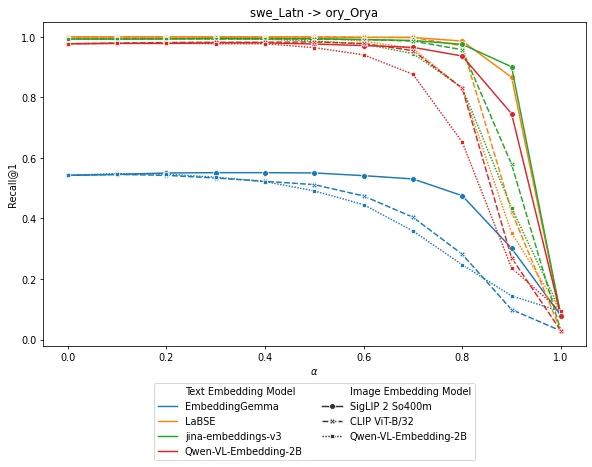 swe_Latn -> ory_Orya
Recall@1
1.0
0.8
0.6
0.4
0.2
0.0
0.0 0.2 0.4 0.6 0.8 1.0
α
Text Embedding Model Image Embedding Model
EmbeddingGemma SigLIP 2 So400m
LaBSE CLIP ViT-B/32
jina-embeddings-v3 Qwen-VL-Embedding-2B
Qwen-VL-Embedding-2B